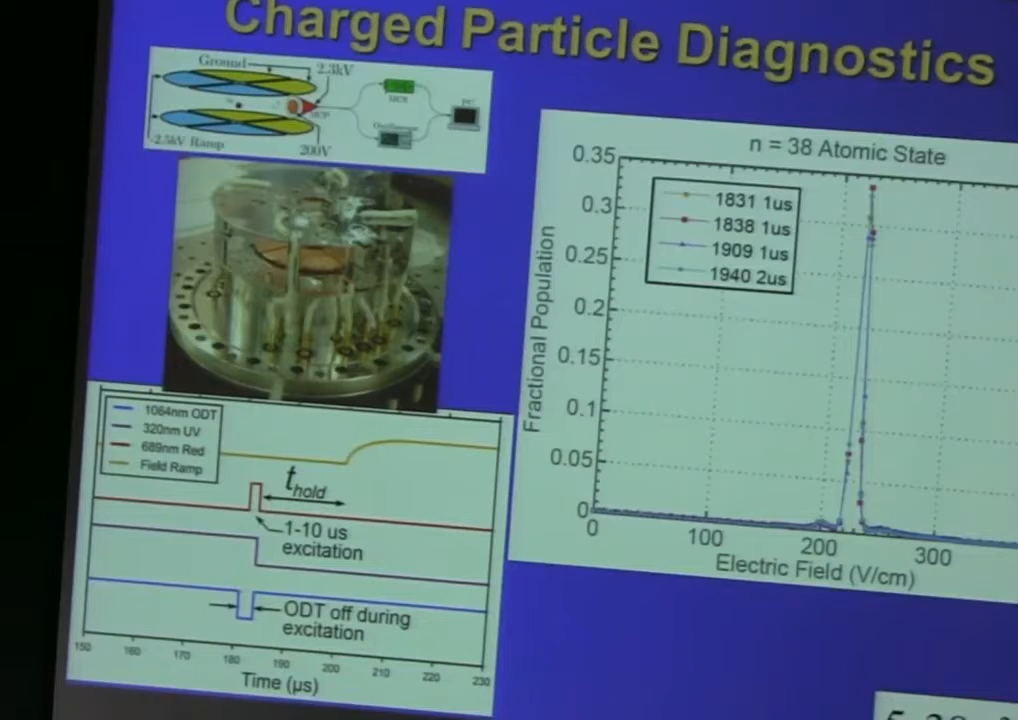 Charged Particle Diagnostics
Ground
2.3kV
MCP
PC
-2.5kV Ramp
200V
n = 38 Atomic State
0.35
0.3
0.25
0.2
0.15
0.1
0.05
0
Fractional Population
1831 1us
1838 1us
1909 1us
1940 2us
0 100 200 300
Electric Field (V/cm)
1064nm ODT
320nm UV
689nm Red
Field Ramp
thold
1-10 us
excitation
ODT off during
excitation
150 160 170 180 190 200 210 220 230
Time (µs)